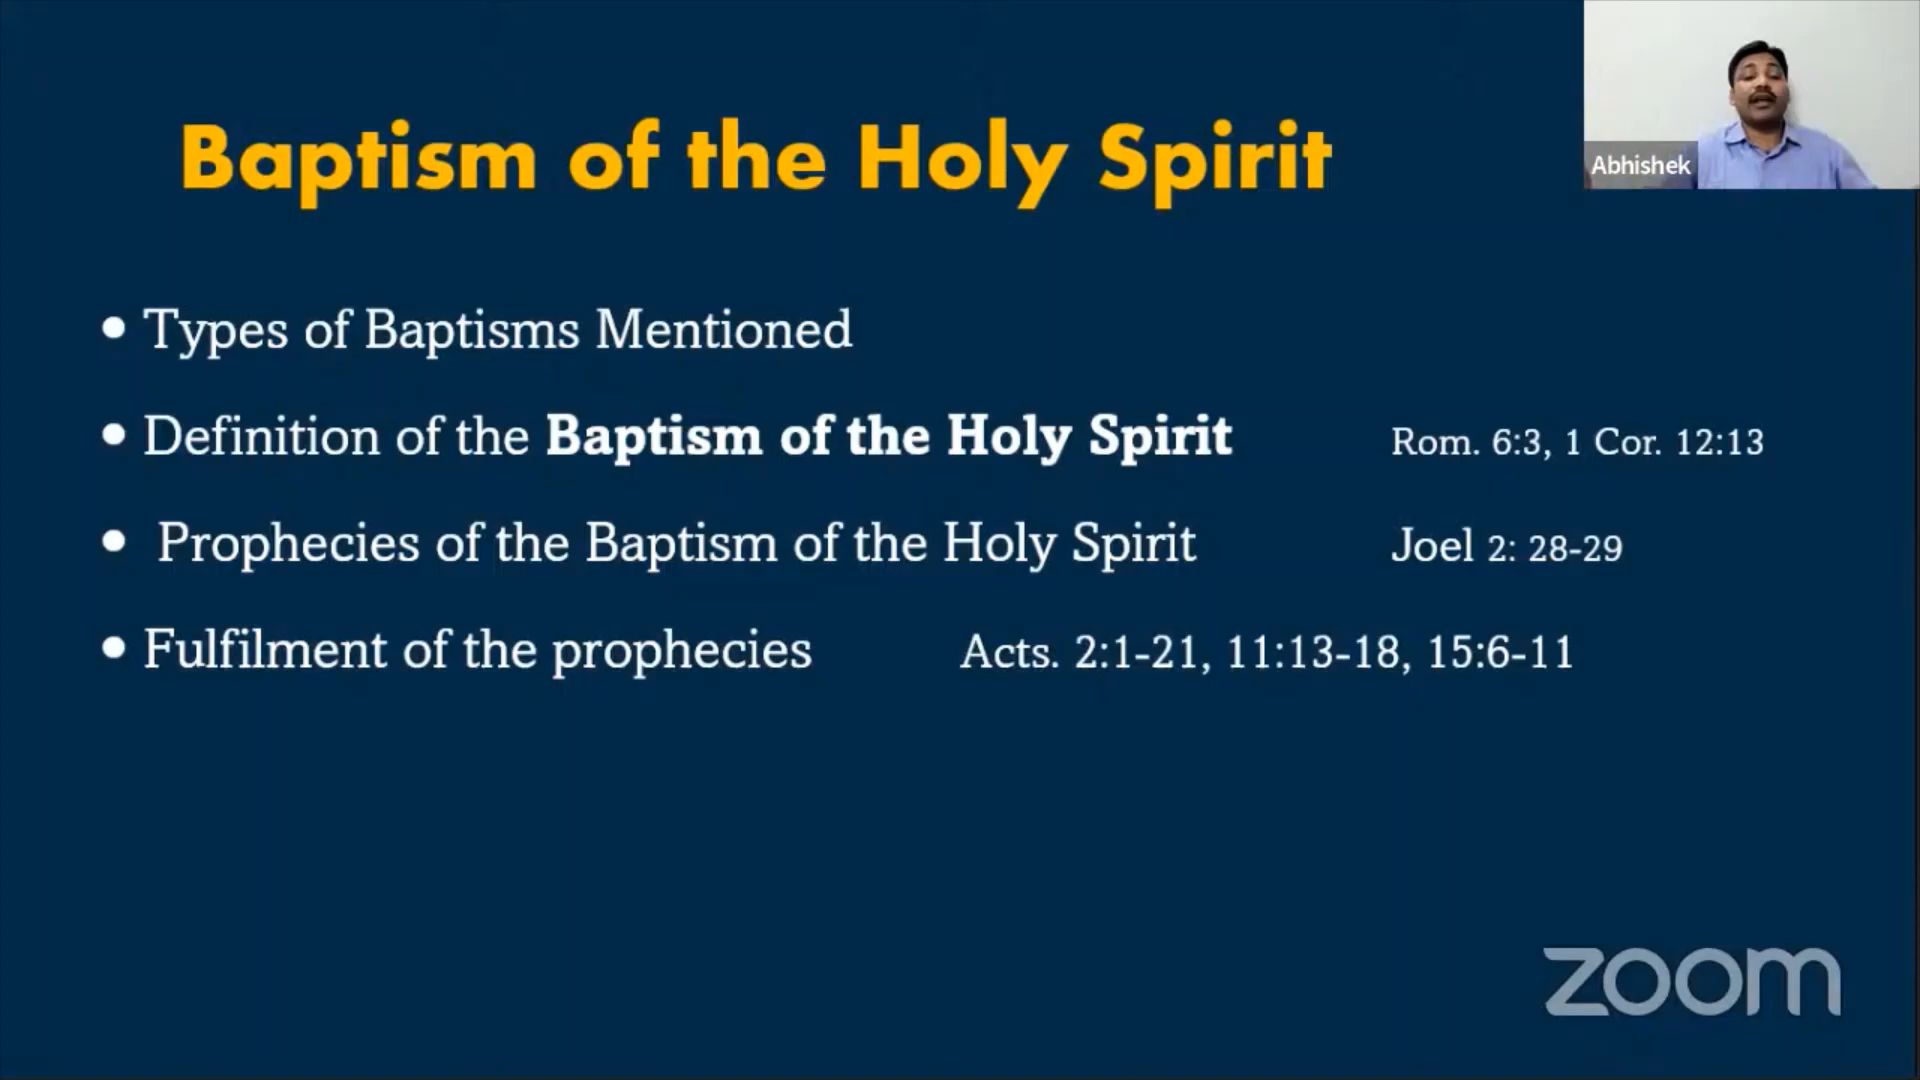 Baptism of the Holy Spirit
Abhishek
• Types of Baptisms Mentioned
• Definition of the Baptism of the Holy Spirit Rom. 6:3, 1 Cor. 12:13
• Prophecies of the Baptism of the Holy Spirit Joel 2: 28-29
• Fulfilment of the prophecies Acts. 2:1-21, 11:13-18, 15:6-11
zoom